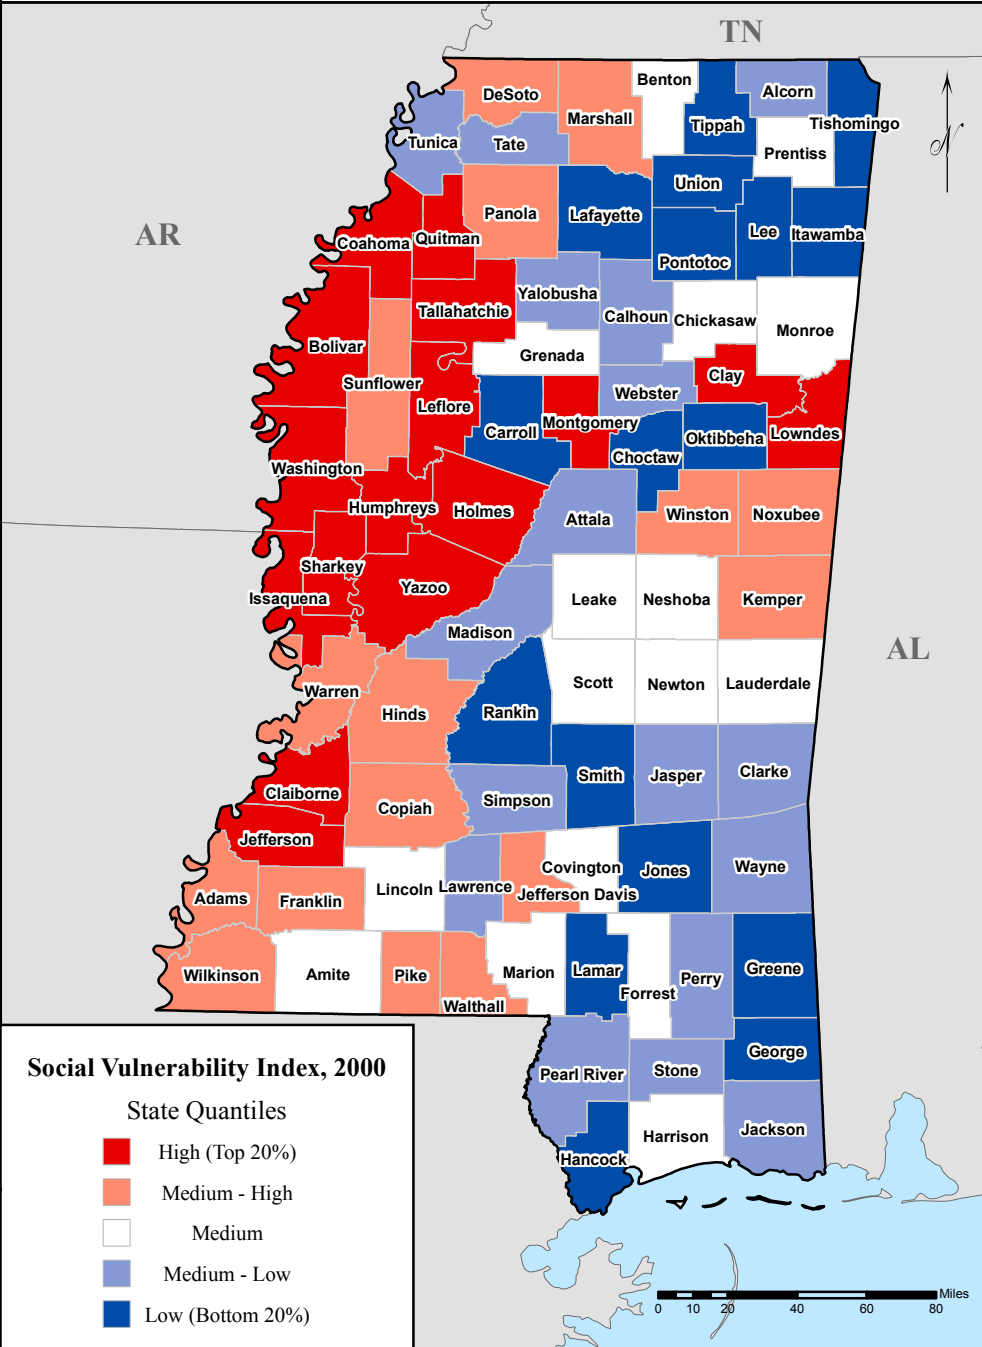 TN
Benton
DeSoto
Alcorn
Marshall
Tippah
Tishomingo
Tunica
Tate
Prentiss
Union
Panola
Lafayette
AR
Coahoma
Quitman
Lee
Itawamba
Pontotoc
Yalobusha
Tallahatchie
Calhoun
Chickasaw
Monroe
Bolivar
Grenada
Sunflower
Clay
Webster
Leflore
Montgomery
Carroll
Oktibbeha
Lowndes
Choctaw
Washington
Humphreys
Holmes
Attala
Winston
Noxubee
Sharkey
Yazoo
Issaquena
Leake
Neshoba
Kemper
Madison
AL
Scott
Newton
Lauderdale
Warren
Hinds
Rankin
Claiborne
Copiah
Simpson
Smith
Jasper
Clarke
Jefferson
Covington
Jones
Wayne
Adams
Franklin
Lincoln
Lawrence
Jefferson Davis
Wilkinson
Amite
Pike
Marion
Lamar
Perry
Greene
Forrest
Walthall
George
Pearl River
Stone
Harrison
Jackson
Hancock
Social Vulnerability Index, 2000
State Quantiles
High (Top 20%)
Medium - High
Medium
Medium - Low
Low (Bottom 20%)
Miles
0 10 20 40 60 80
N